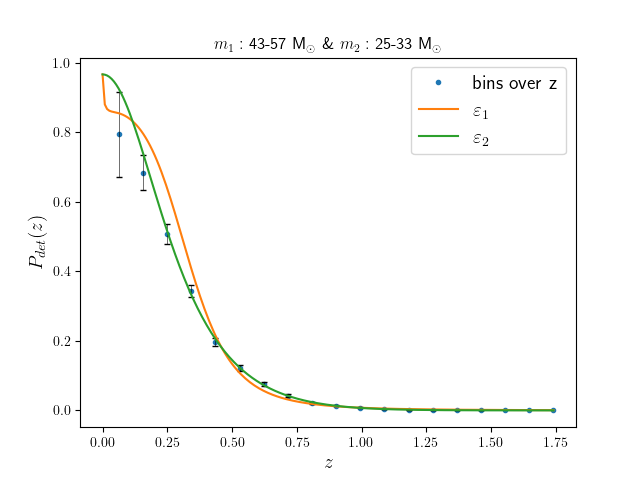 m₁ : 43-57 M☉ & m₂ : 25-33 M☉
1.0
0.8
0.6
0.4
0.2
0.0
P_det(z)
bins over z
ε₁
ε₂
0.00 0.25 0.50 0.75 1.00 1.25 1.50 1.75
z